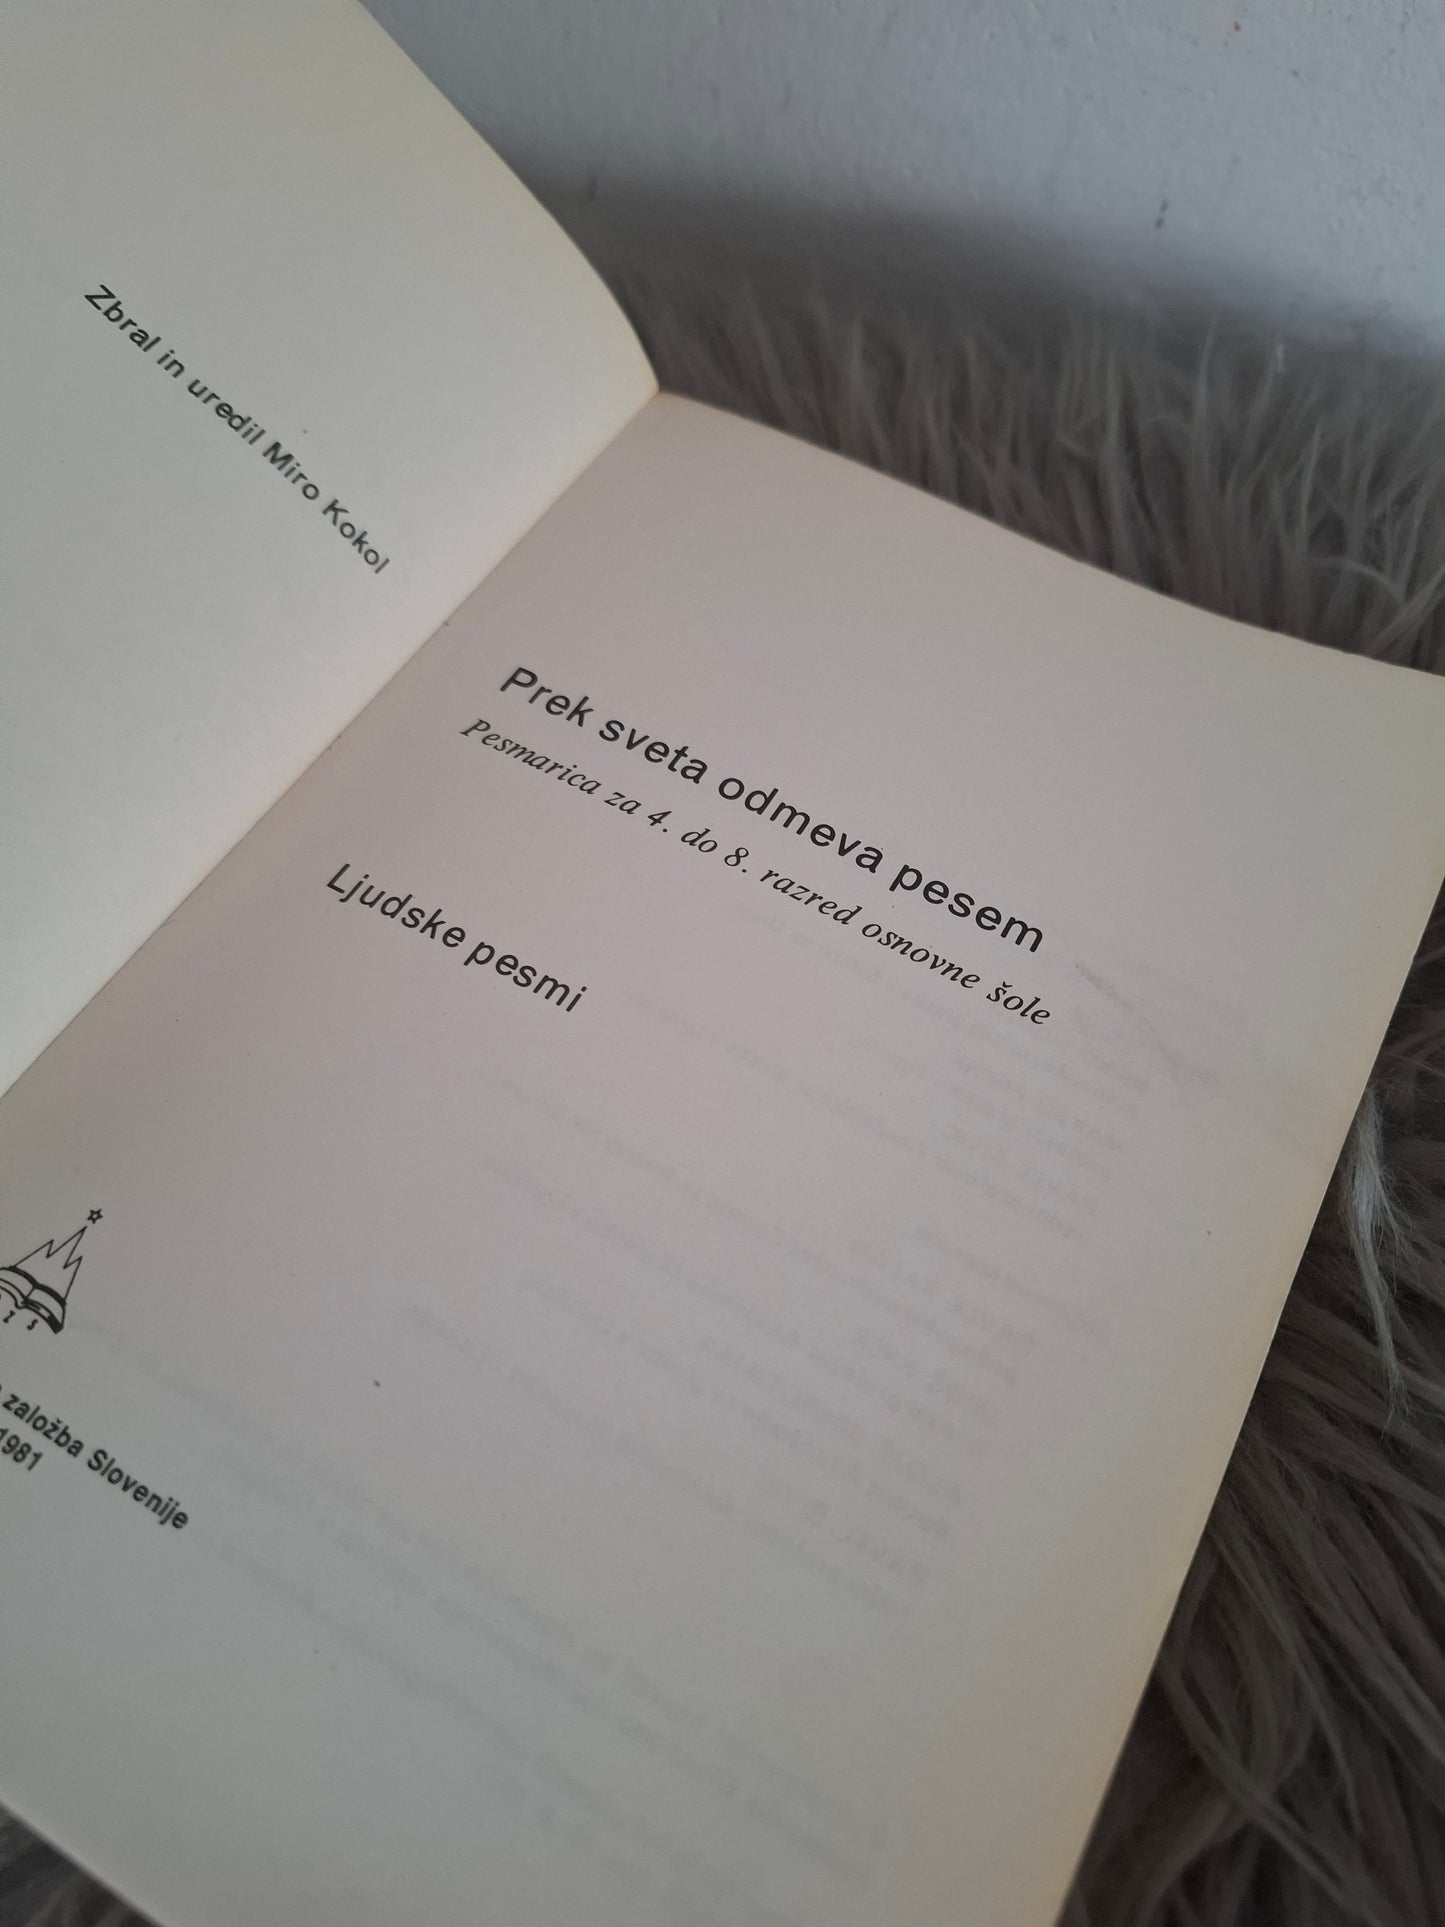 Zbral in uredil Miro Kokol
Prek sveta odmeva pesem
Pesmarica za 4. do 8. razred osnovne šole
Ljudske pesmi
Z S
založba Slovenije
1981